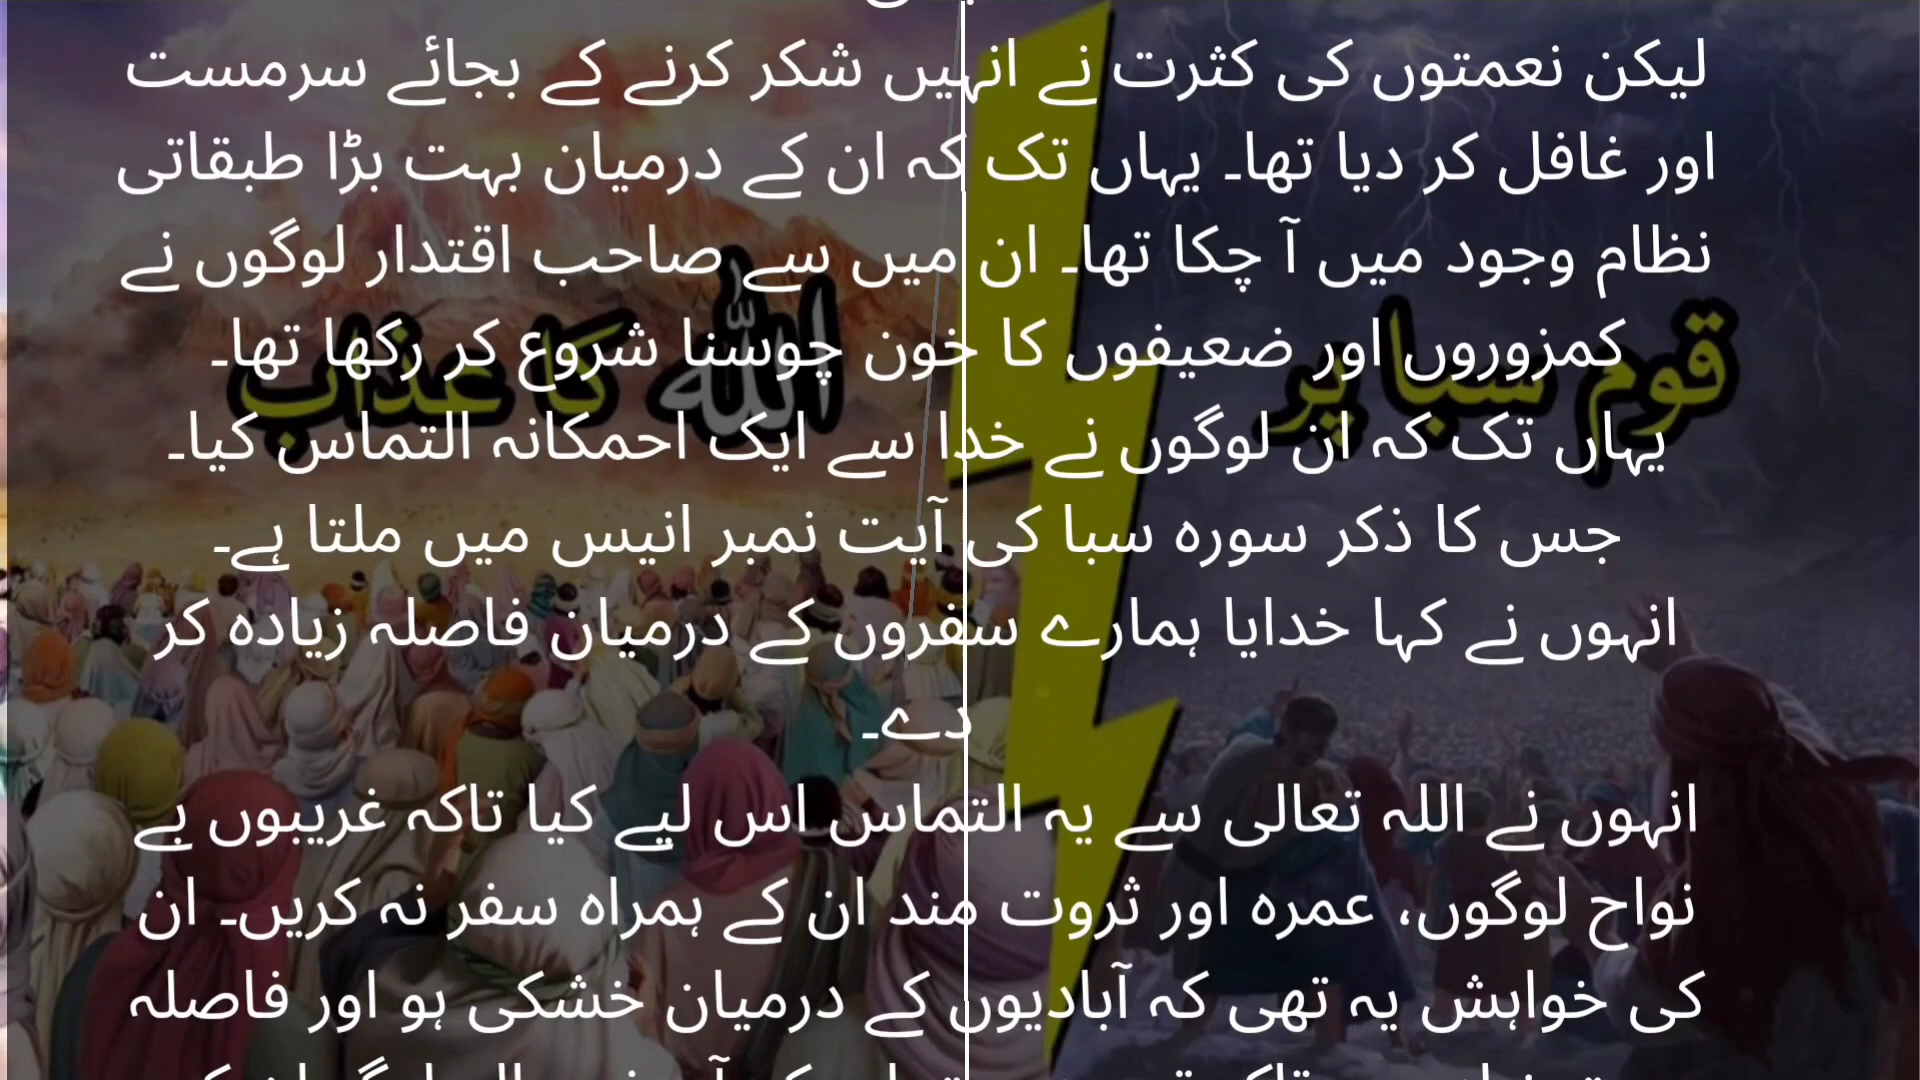 لیکن نعمتوں کی کثرت نے انہیں شکر کرنے کے بجائے سرمست
اور غافل کر دیا تھا۔ یہاں تک کہ ان کے درمیان بہت بڑا طبقاتی
نظام وجود میں آ چکا تھا۔ ان میں سے صاحب اقتدار لوگوں نے
کمزوروں اور ضعیفوں کا خون چوسنا شروع کر رکھا تھا۔
یہاں تک کہ ان لوگوں نے خدا سے ایک احمکانہ التماس کیا۔
جس کا ذکر سورہ سبا کی آیت نمبر انیس میں ملتا ہے۔
انہوں نے کہا خدایا ہمارے سفروں کے درمیان فاصلہ زیادہ کر
دے۔
انہوں نے اللہ تعالی سے یہ التماس اس لیے کیا تاکہ غریبوں بے
نواح لوگوں، عمرہ اور ثروت مند ان کے ہمراہ سفر نہ کریں۔ ان
کی خواہش یہ تھی کہ آبادیوں کے درمیان خشکی ہو اور فاصلہ
قوم سبا پر
اللہ کا عذاب